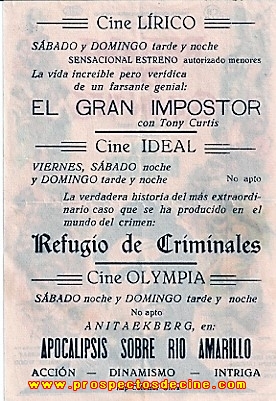 Cine LÍRICO
SÁBADO y DOMINGO tarde y noche
SENSACIONAL ESTRENO autorizado menores
La vida increible pero verídica
de un farsante genial:
EL GRAN IMPOSTOR
con Tony Curtis
Cine IDEAL
VIERNES, SÁBADO noche
y DOMINGO tarde y noche No apto
La verdadera historia del más extraordi-
nario caso que se ha producido en el
mundo del crimen:
Refugio de Criminales
Cine OLYMPIA
SÁBADO noche y DOMINGO tarde y noche
No apto
ANITAEKBERG, en:
APOCALIPSIS SOBRE RIO AMARILLO
ACCIÓN — DINAMISMO — INTRIGA
www.prospectosdecine.com